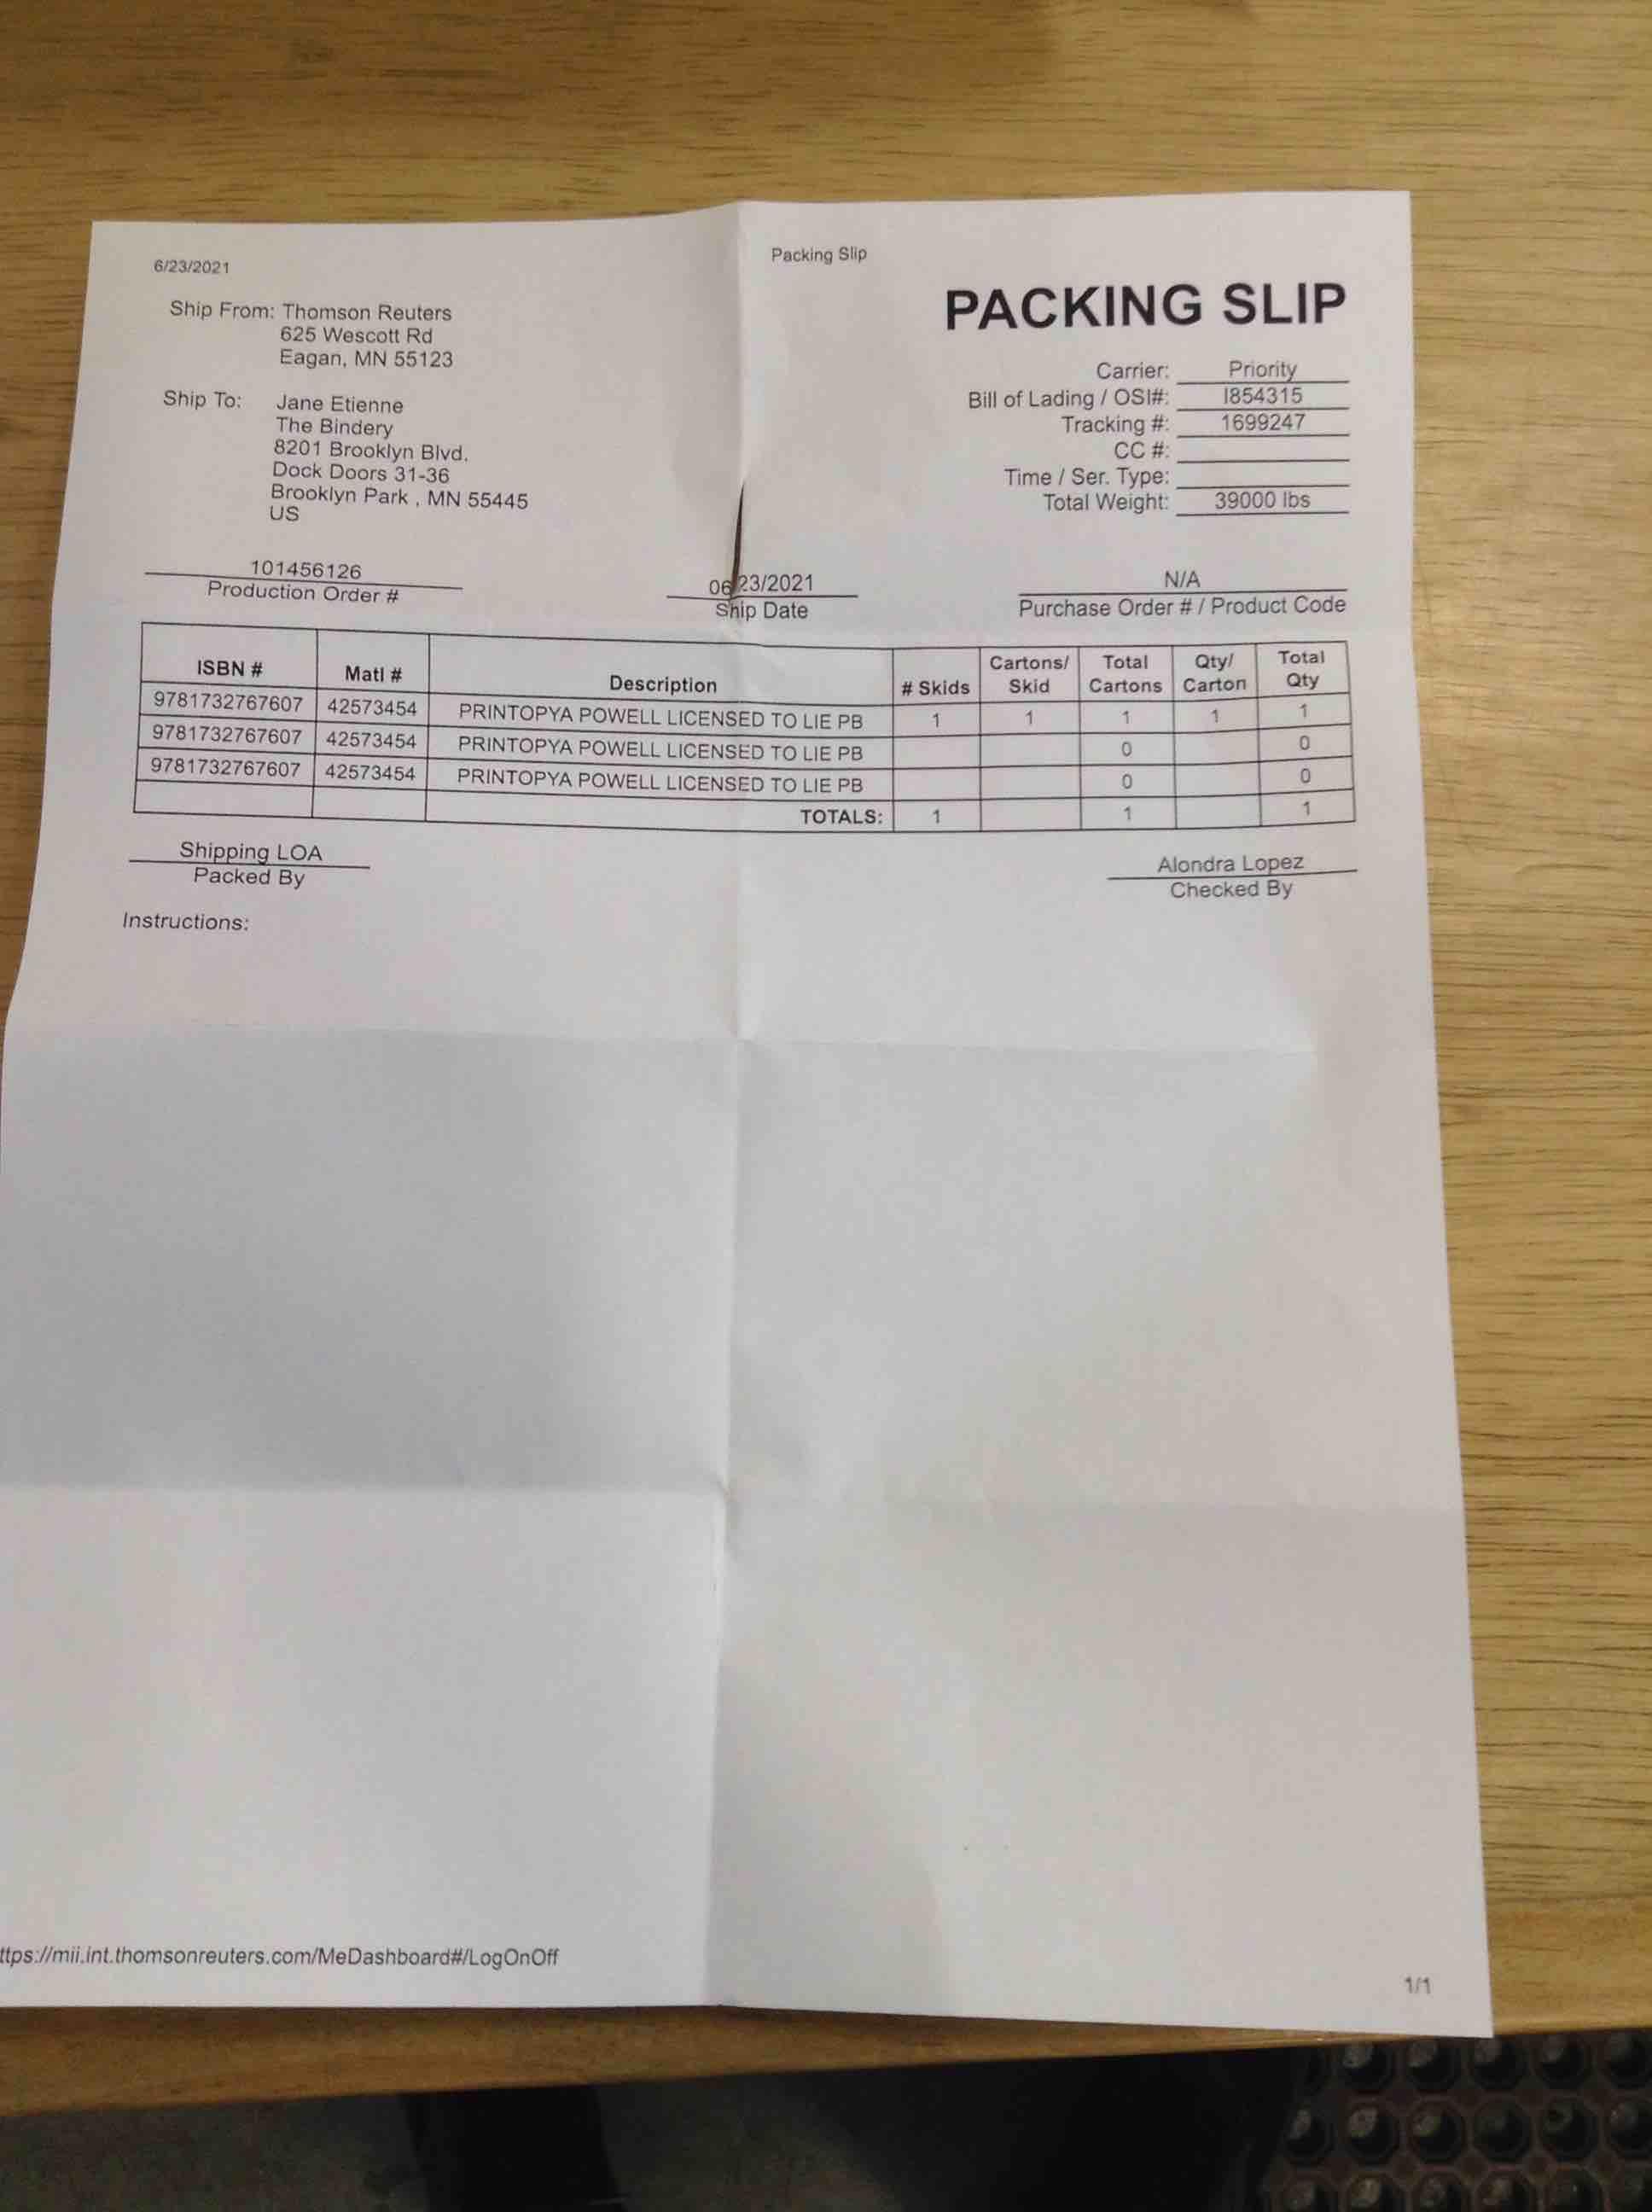 6/23/2021
Packing Slip
PACKING SLIP
Ship From: Thomson Reuters
625 Wescott Rd
Eagan, MN 55123
Ship To: Jane Etienne
The Bindery
8201 Brooklyn Blvd.
Dock Doors 31-36
Brooklyn Park , MN 55445
US
Carrier: Priority
Bill of Lading / OSI#: I854315
Tracking #: 1699247
CC #:
Time / Ser. Type:
Total Weight: 39000 lbs
101456126
Production Order #
06/23/2021
Ship Date
N/A
Purchase Order # / Product Code
ISBN # Matl # Description # Skids Cartons/ Skid Total Cartons Qty/ Carton Total Qty
9781732767607 42573454 PRINTOPYA POWELL LICENSED TO LIE PB 1 1 1 1 1
9781732767607 42573454 PRINTOPYA POWELL LICENSED TO LIE PB 0 0
9781732767607 42573454 PRINTOPYA POWELL LICENSED TO LIE PB 0 0
TOTALS: 1 1 1
Shipping LOA
Packed By
Alondra Lopez
Checked By
Instructions:
ttps://mii.int.thomsonreuters.com/MeDashboard#/LogOnOff
1/1